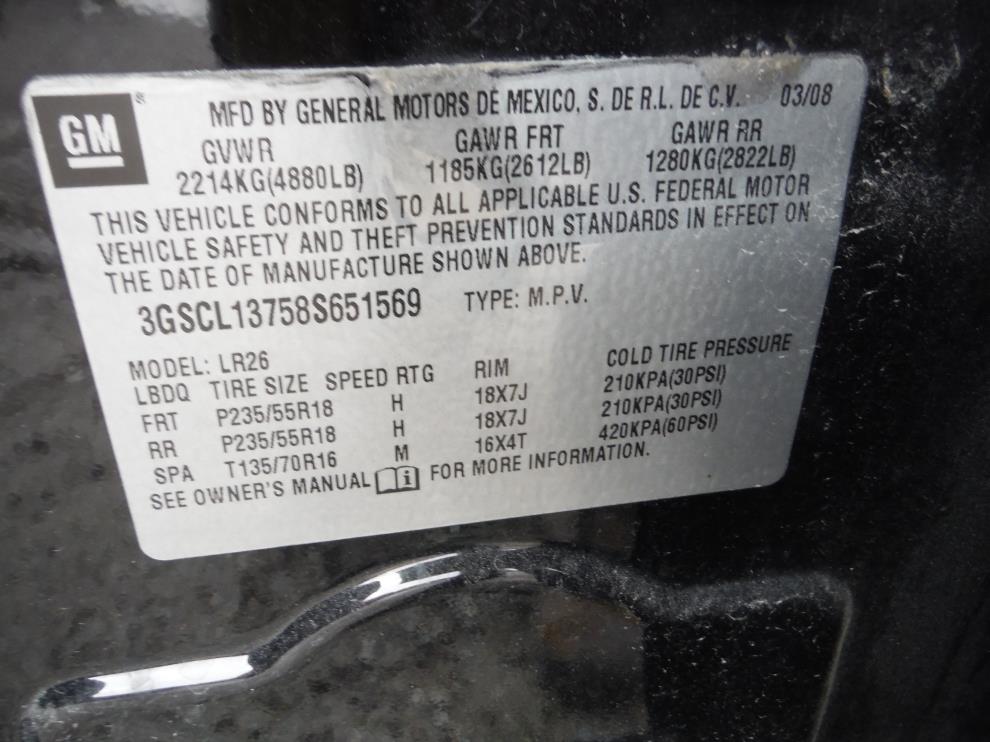 GM ® MFD BY GENERAL MOTORS DE MEXICO, S. DE R.L. DE C.V. 03/08
GVWR GAWR FRT GAWR RR
2214KG(4880LB) 1185KG(2612LB) 1280KG(2822LB)
THIS VEHICLE CONFORMS TO ALL APPLICABLE U.S. FEDERAL MOTOR
VEHICLE SAFETY AND THEFT PREVENTION STANDARDS IN EFFECT ON
THE DATE OF MANUFACTURE SHOWN ABOVE.
3GSCL13758S651569 TYPE: M.P.V.
MODEL: LR26
LBDQ TIRE SIZE SPEED RTG RIM COLD TIRE PRESSURE
FRT P235/55R18 H 18X7J 210KPA(30PSI)
RR P235/55R18 H 18X7J 210KPA(30PSI)
SPA T135/70R16 M 16X4T 420KPA(60PSI)
SEE OWNER'S MANUAL i FOR MORE INFORMATION.